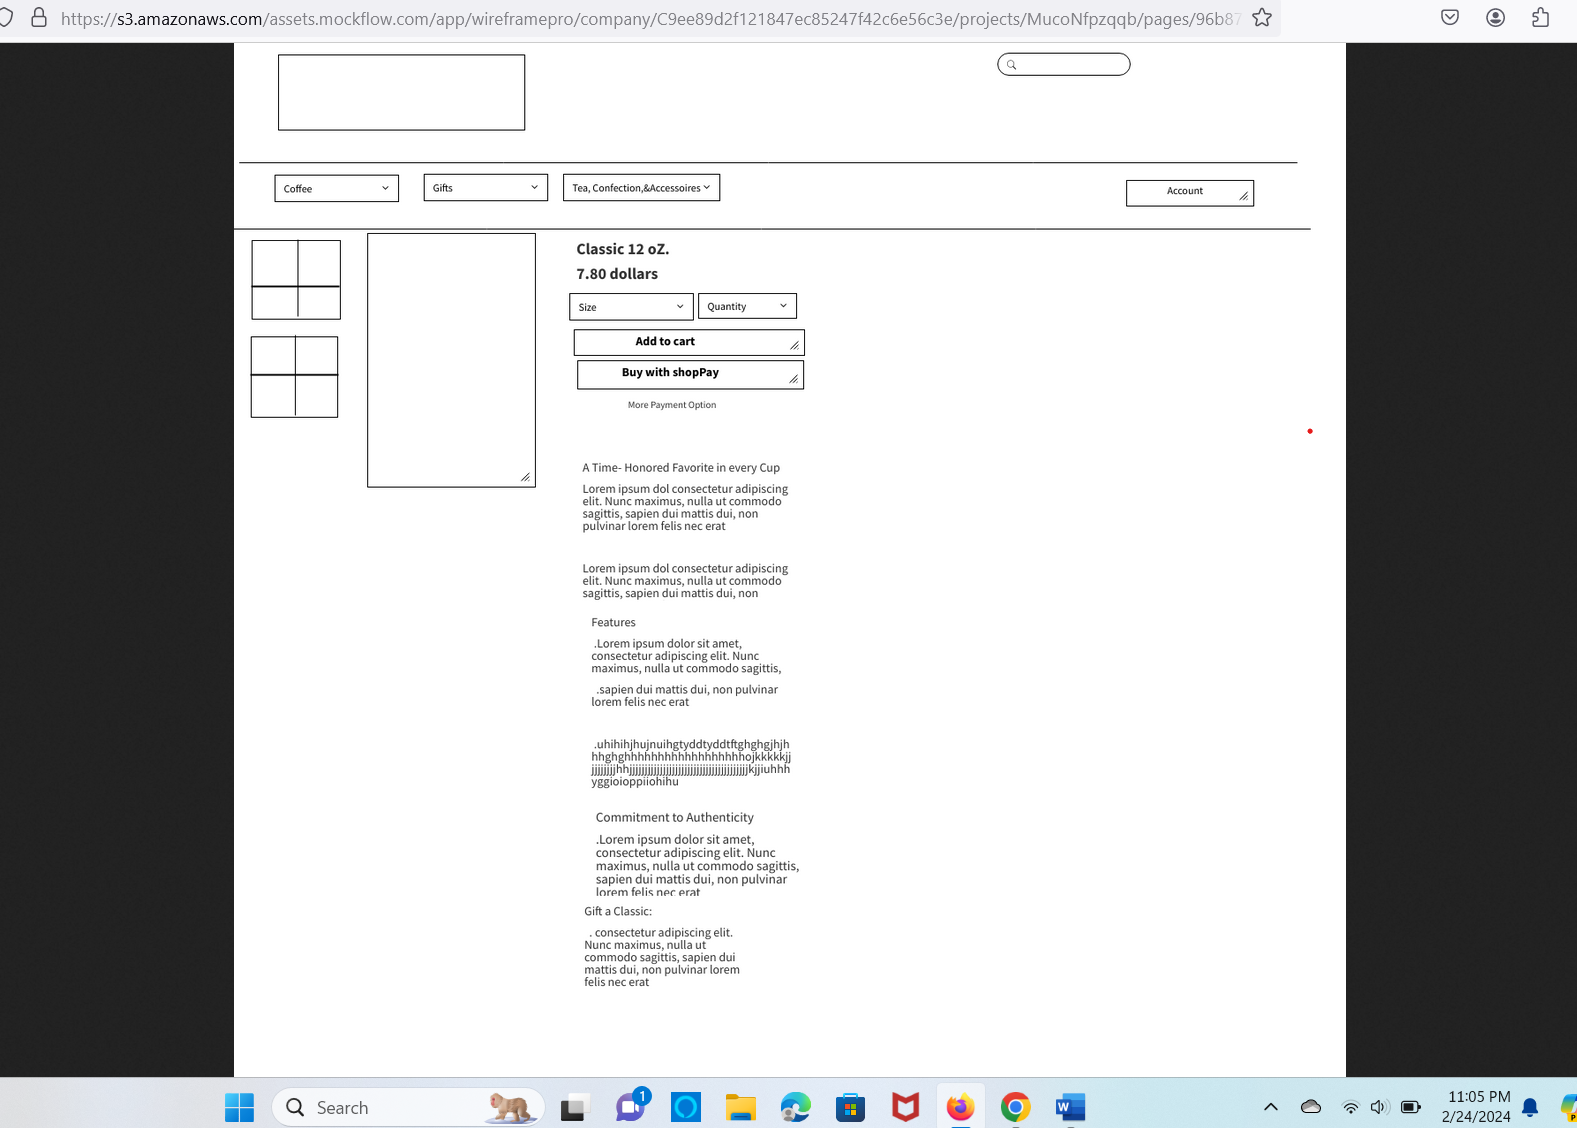 https://s3.amazonaws.com/assets.mockflow.com/app/wireframepro/company/C9ee89d2f121847ec85247f42c6e56c3e/projects/MucoNfpzqqb/pages/96b87
Coffee
Gifts
Tea, Confection,&Accessoires
Account
Classic 12 oZ.
7.80 dollars
Size
Quantity
Add to cart
Buy with shopPay
More Payment Option
A Time- Honored Favorite in every Cup
Lorem ipsum dol consectetur adipiscing
elit. Nunc maximus, nulla ut commodo
sagittis, sapien dui mattis dui, non
pulvinar lorem felis nec erat
Lorem ipsum dol consectetur adipiscing
elit. Nunc maximus, nulla ut commodo
sagittis, sapien dui mattis dui, non
Features
.Lorem ipsum dolor sit amet,
consectetur adipiscing elit. Nunc
maximus, nulla ut commodo sagittis,
.sapien dui mattis dui, non pulvinar
lorem felis nec erat
.uhihihjhujnuihgtyddtyddtftghghgjhjh
yggioioppiiohihu
Commitment to Authenticity
.Lorem ipsum dolor sit amet,
consectetur adipiscing elit. Nunc
maximus, nulla ut commodo sagittis,
sapien dui mattis dui, non pulvinar
lorem felis nec erat
Gift a Classic:
. consectetur adipiscing elit.
Nunc maximus, nulla ut
commodo sagittis, sapien dui
mattis dui, non pulvinar lorem
felis nec erat
Search
1
W
11:05 PM
2/24/2024
P